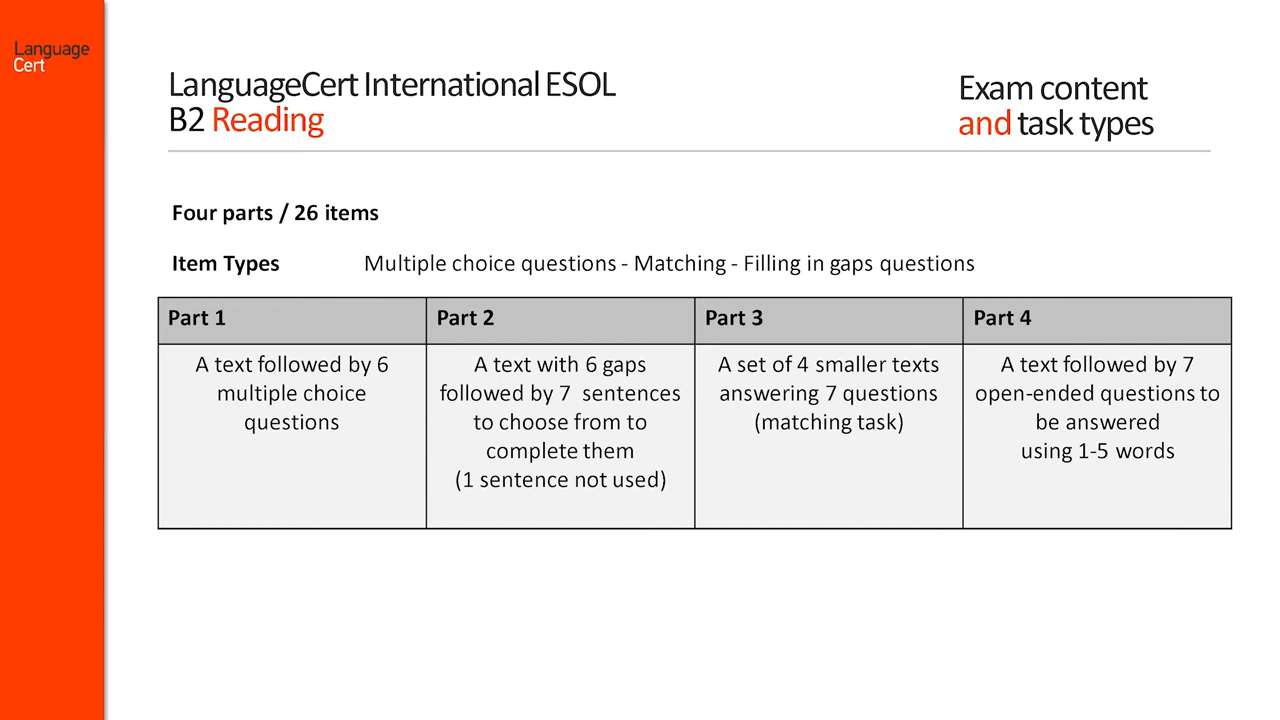 Language
Cert
LanguageCert International ESOL
B2 Reading
Exam content
and task types
Four parts / 26 items
Item Types
Multiple choice questions - Matching - Filling in gaps questions
Part 1
Part 2
Part 3
Part 4
A text followed by 6
multiple choice
questions
A text with 6 gaps
followed by 7 sentences
to choose from to
complete them
(1 sentence not used)
A set of 4 smaller texts
answering 7 questions
(matching task)
A text followed by 7
open-ended questions to
be answered
using 1-5 words